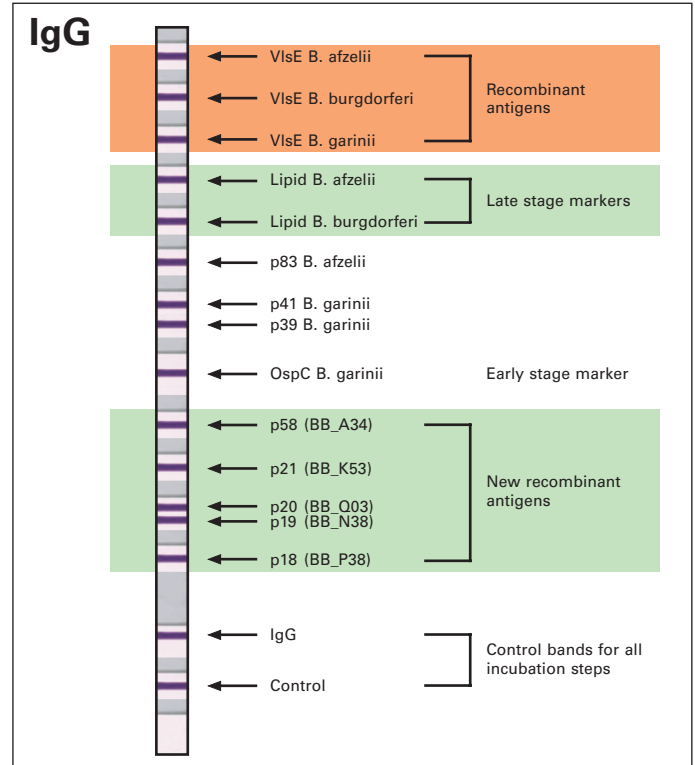 IgG
VlsE B. afzelii
VlsE B. burgdorferi
VlsE B. garinii
Recombinant
antigens
Lipid B. afzelii
Lipid B. burgdorferi
Late stage markers
p83 B. afzelii
p41 B. garinii
p39 B. garinii
OspC B. garinii
Early stage marker
p58 (BB_A34)
p21 (BB_K53)
p20 (BB_Q03)
p19 (BB_N38)
p18 (BB_P38)
New recombinant
antigens
IgG
Control
Control bands for all
incubation steps